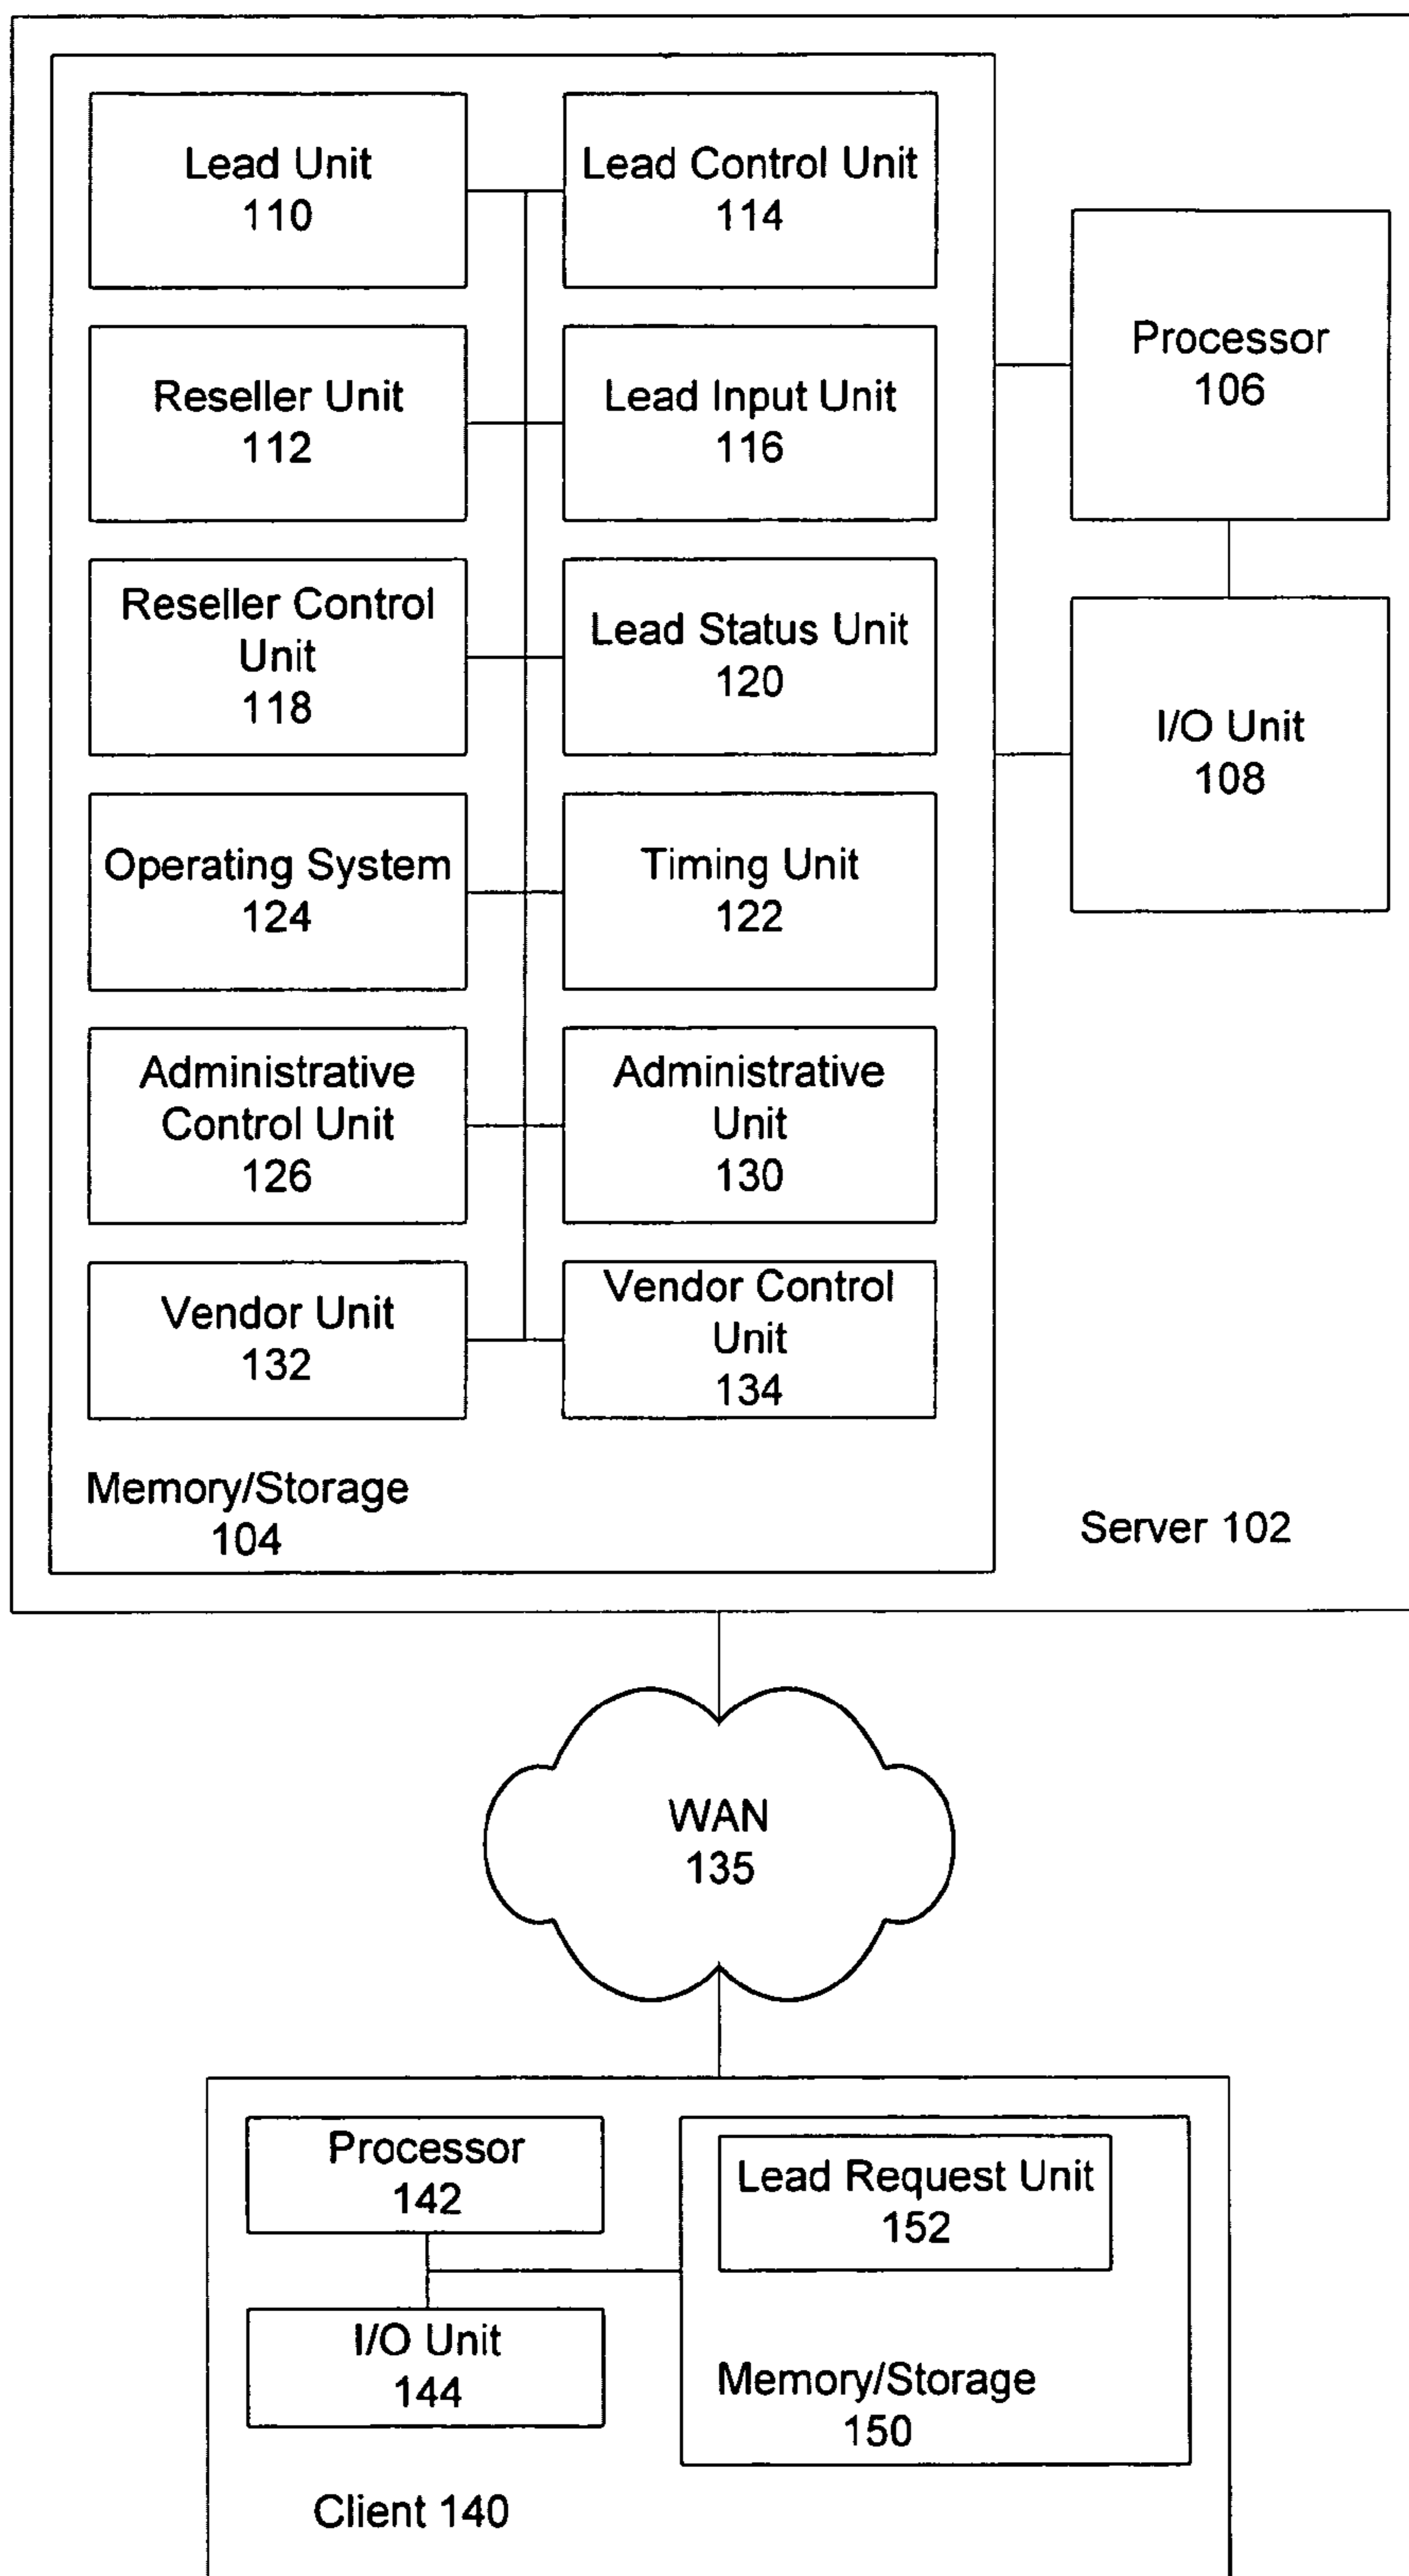 Lead Unit
110
Lead Control Unit
114
Reseller Unit
112
Lead Input Unit
116
Processor
106
Reseller Control
Unit
118
Lead Status Unit
120
I/O Unit
108
Operating System
124
Timing Unit
122
Administrative
Control Unit
126
Administrative
Unit
130
Vendor Unit
132
Vendor Control
Unit
134
Memory/Storage
104
Server 102
WAN
135
Processor
142
Lead Request Unit
152
I/O Unit
144
Memory/Storage
150
Client 140